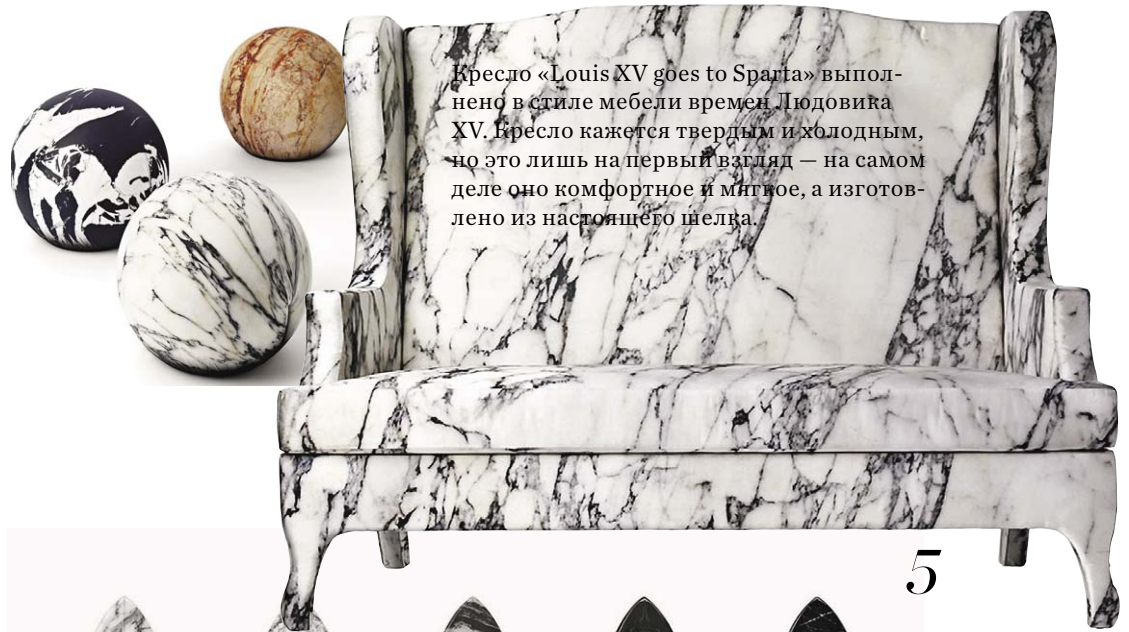 Кресло «Louis XV goes to Sparta» выпол-
нено в стиле мебели времен Людовика
XV. Кресло кажется твердым и холодным,
но это лишь на первый взгляд — на самом
деле оно комфортное и мягкое, а изготов-
лено из настоящего шелка.
5